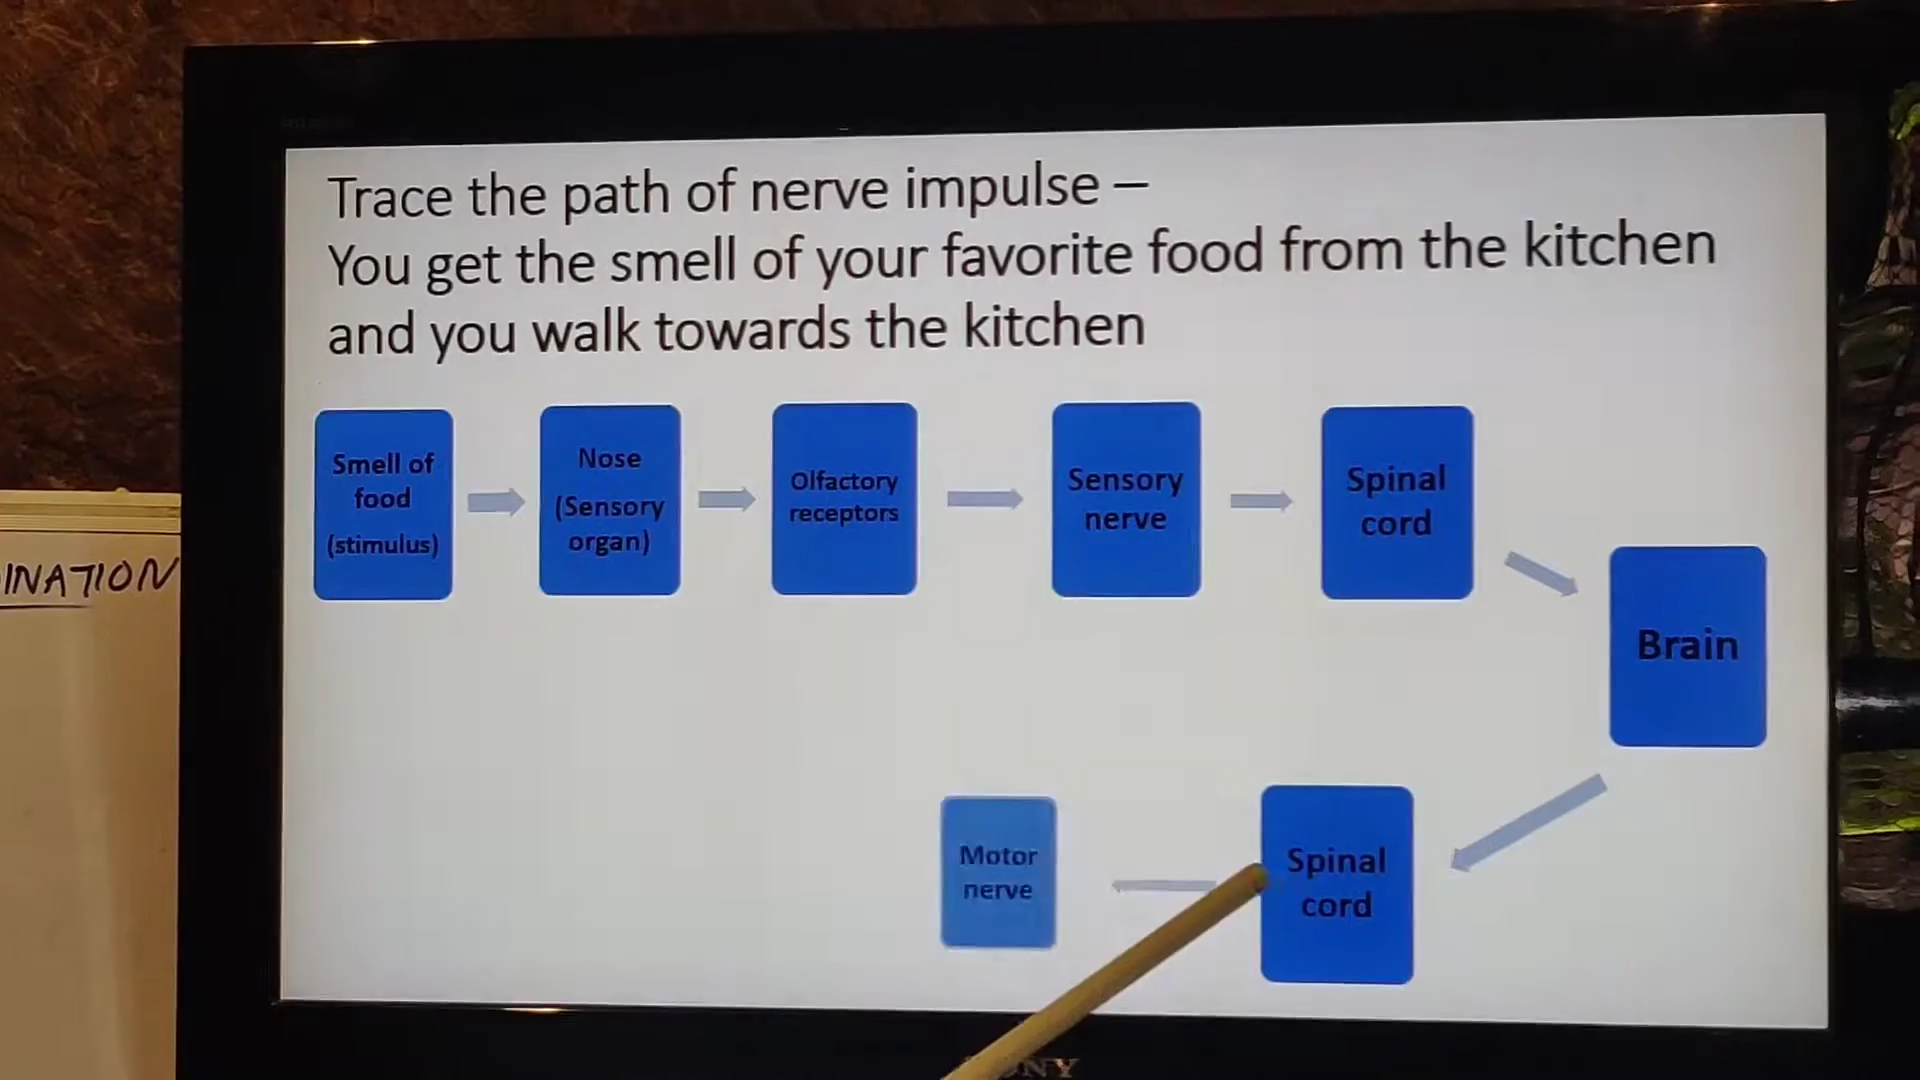 Trace the path of nerve impulse –
You get the smell of your favorite food from the kitchen
and you walk towards the kitchen
Smell of
food
(stimulus)
Nose
(Sensory
organ)
Olfactory
receptors
Sensory
nerve
Spinal
cord
Brain
Spinal
cord
Motor
nerve
INATION